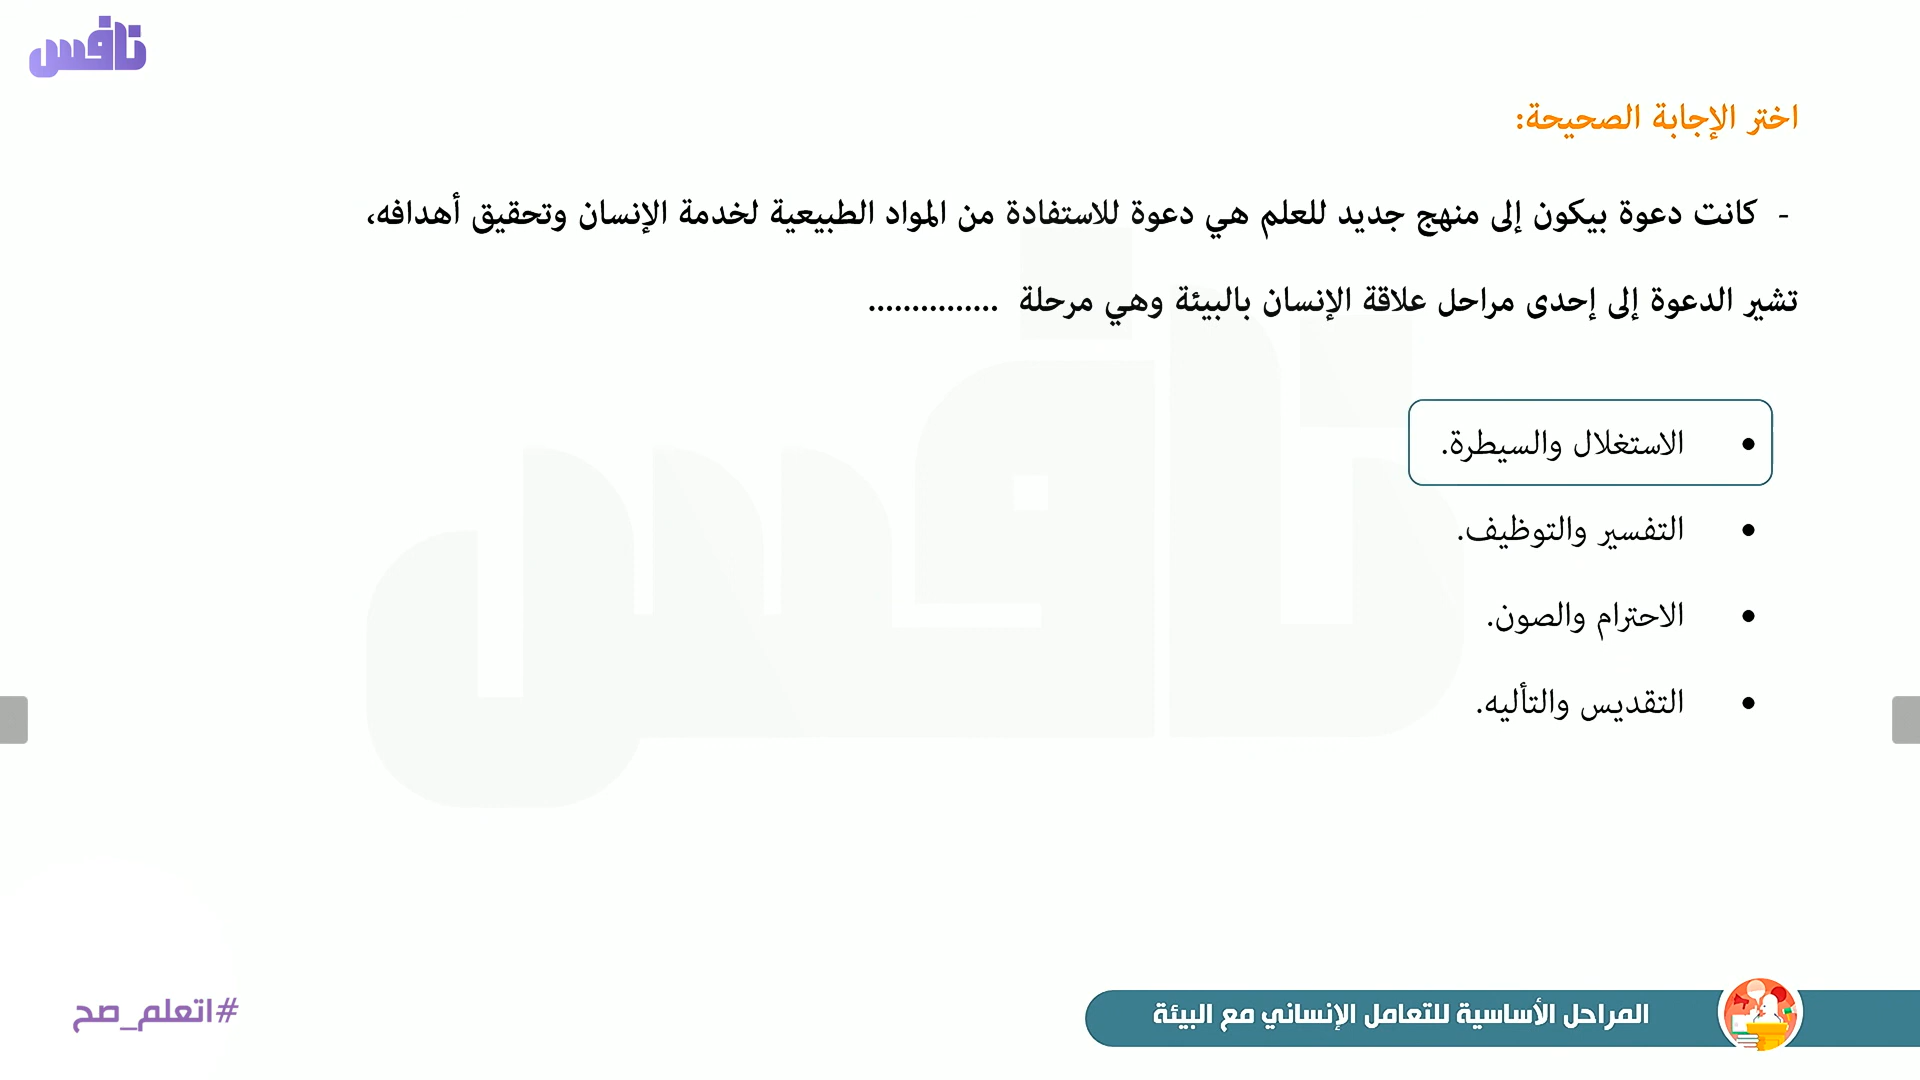 نافس
اختر الإجابة الصحيحة:
- كانت دعوة بيكون إلى منهج جديد للعلم هي دعوة للاستفادة من المواد الطبيعية لخدمة الإنسان وتحقيق أهدافه،
تشير الدعوة إلى إحدى مراحل علاقة الإنسان بالبيئة وهي مرحلة ...............
• الاستغلال والسيطرة.
• التفسير والتوظيف.
• الاحترام والصون.
• التقديس والتأليه.
المراحل الأساسية للتعامل الإنساني مع البيئة
#اتعلم_صح